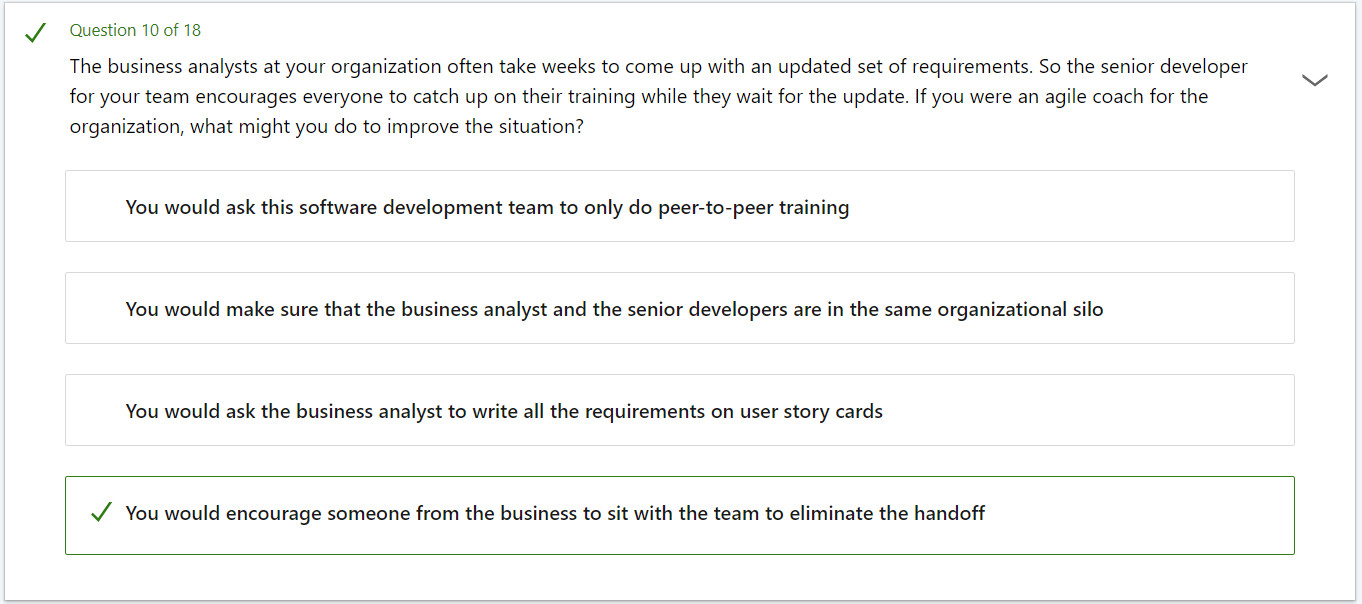 Question 10 of 18
The business analysts at your organization often take weeks to come up with an updated set of requirements. So the senior developer
for your team encourages everyone to catch up on their training while they wait for the update. If you were an agile coach for the
organization, what might you do to improve the situation?
You would ask this software development team to only do peer-to-peer training
You would make sure that the business analyst and the senior developers are in the same organizational silo
You would ask the business analyst to write all the requirements on user story cards
You would encourage someone from the business to sit with the team to eliminate the handoff